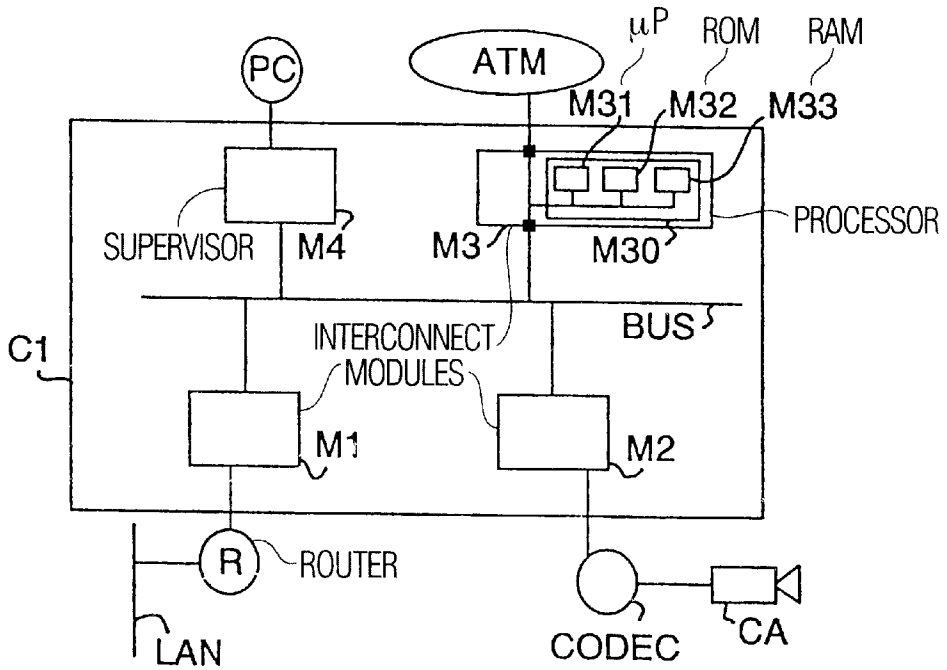 μP ROM RAM
PC ATM
M31 M32 M33
SUPERVISOR M4 M3 M30 PROCESSOR
BUS
INTERCONNECT
MODULES
C1
M1 M2
R ROUTER
LAN CODEC CA